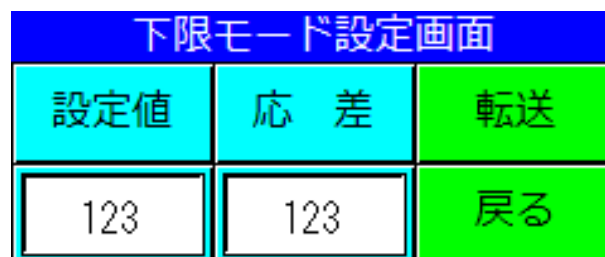 下限モード設定画面
設定値 応　差 転送
123 123 戻る